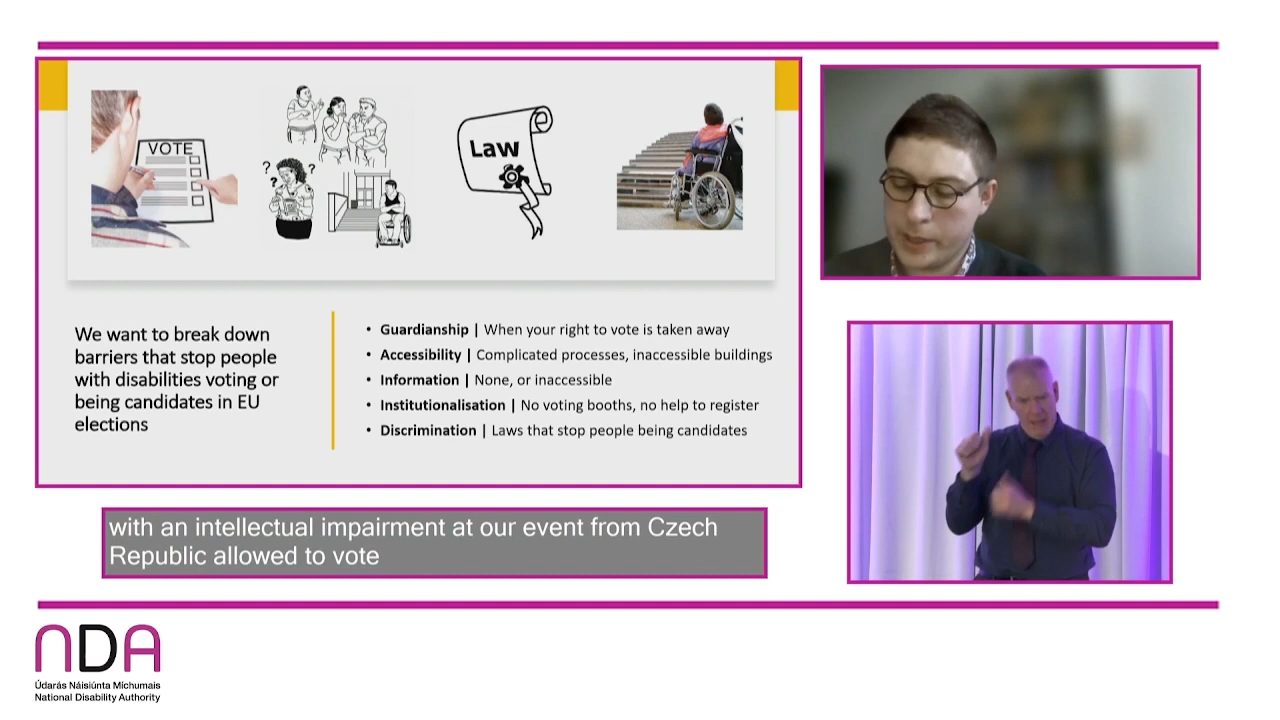 VOTE
? ?
?
Law
We want to break down
barriers that stop people
with disabilities voting or
being candidates in EU
elections
• Guardianship | When your right to vote is taken away
• Accessibility | Complicated processes, inaccessible buildings
• Information | None, or inaccessible
• Institutionalisation | No voting booths, no help to register
• Discrimination | Laws that stop people being candidates
with an intellectual impairment at our event from Czech
Republic allowed to vote
NDA
Údarás Náisiúnta Míchumais
National Disability Authority